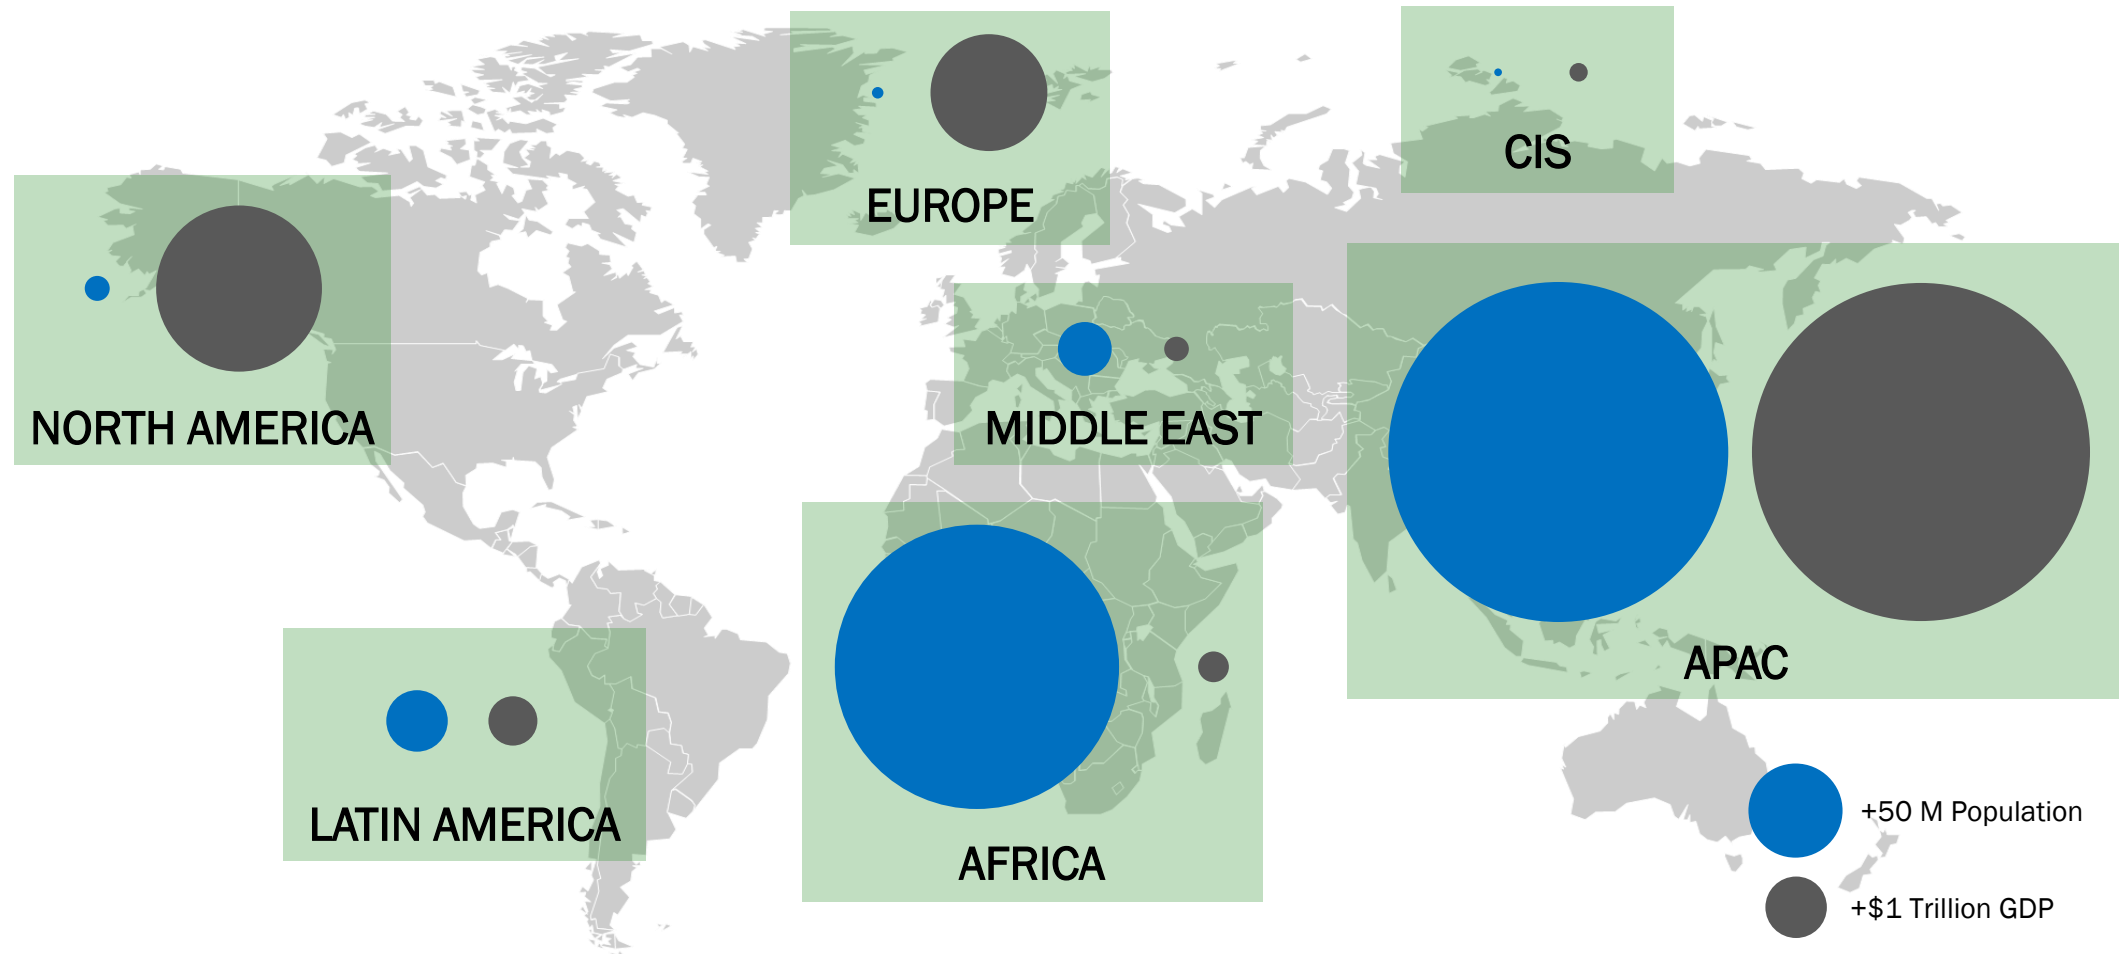 EUROPE
CIS
NORTH AMERICA
MIDDLE EAST
APAC
LATIN AMERICA
AFRICA
+50 M Population
+$1 Trillion GDP